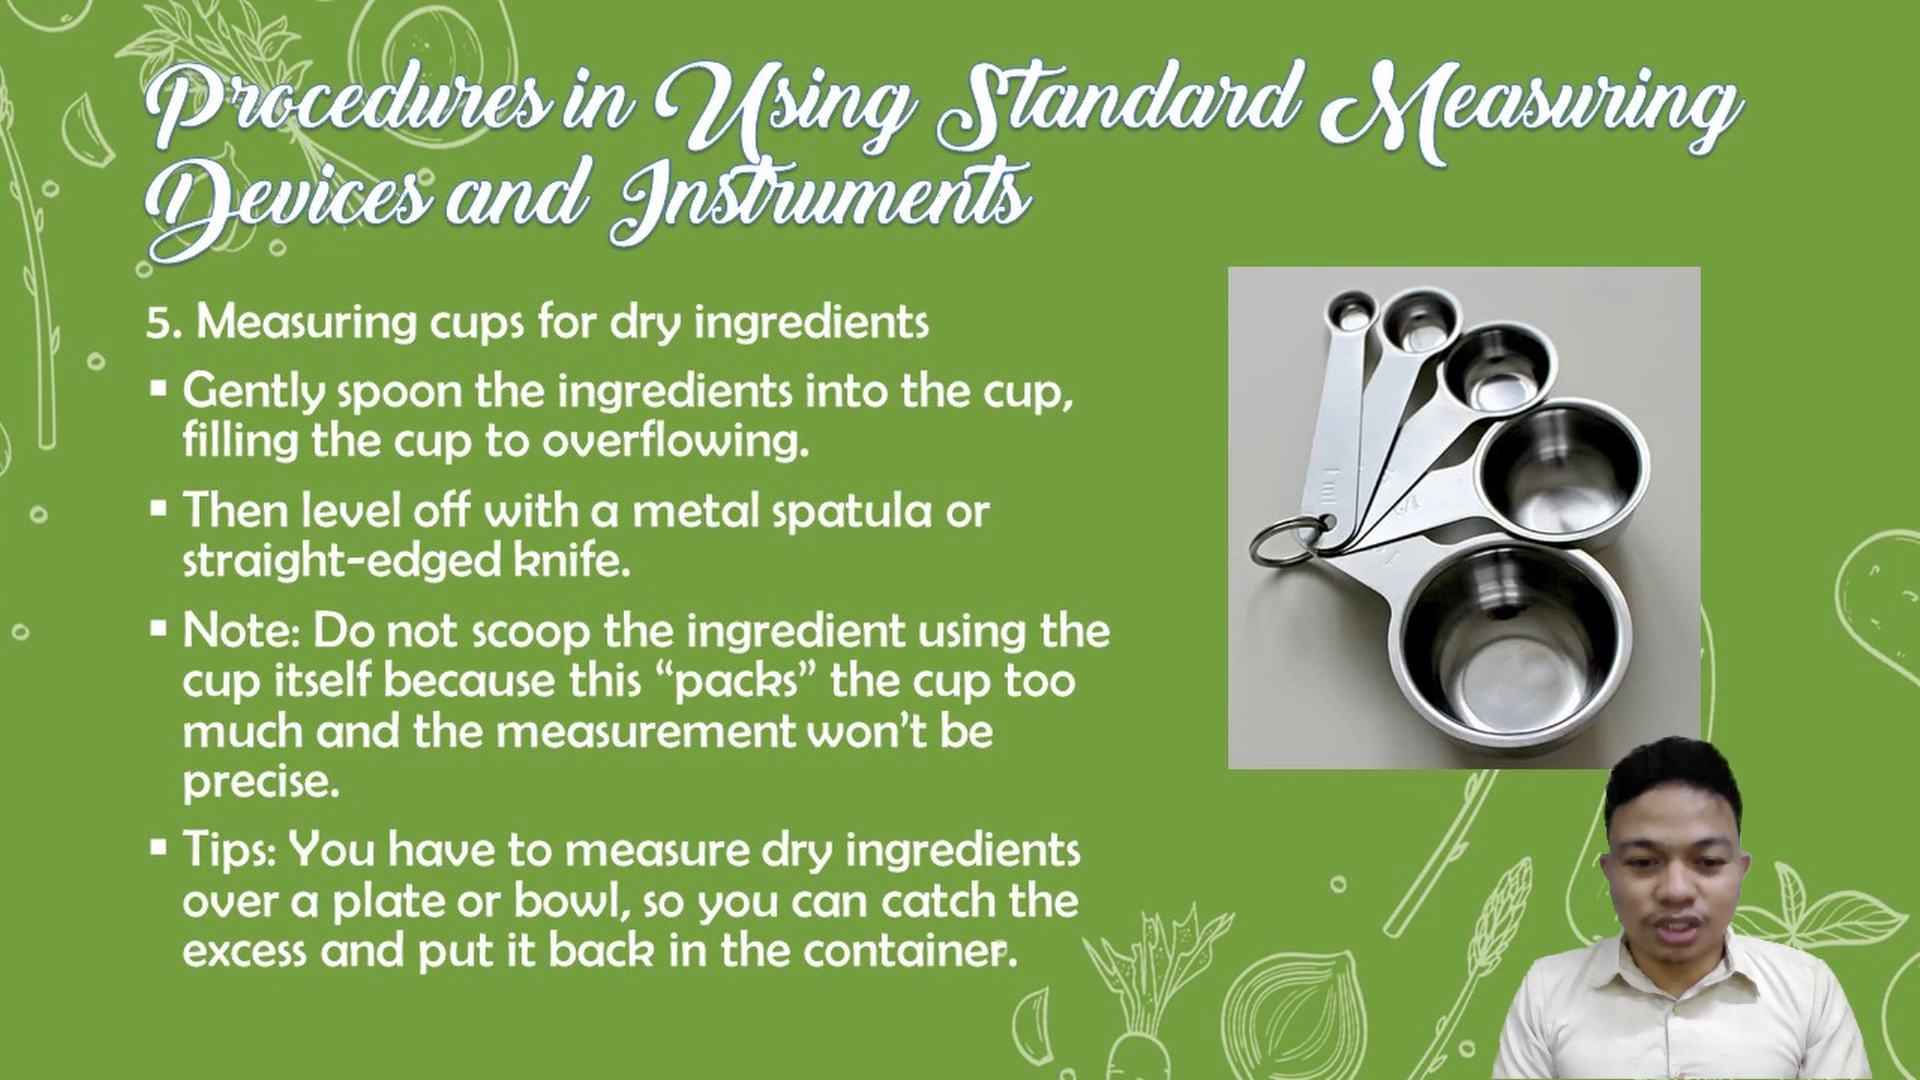 Procedures in Using Standard Measuring
Devices and Instruments
5. Measuring cups for dry ingredients
▪ Gently spoon the ingredients into the cup,
filling the cup to overflowing.
▪ Then level off with a metal spatula or
straight-edged knife.
▪ Note: Do not scoop the ingredient using the
cup itself because this “packs” the cup too
much and the measurement won’t be
precise.
▪ Tips: You have to measure dry ingredients
over a plate or bowl, so you can catch the
excess and put it back in the container.